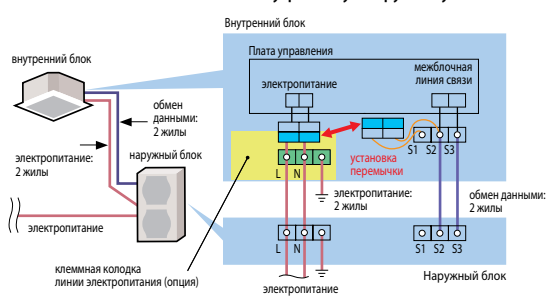 Внутренний блок
Плата управления
межблочная
линия связи
электропитание
внутренний блок
обмен
данными:
2 жилы
электропитание:
2 жилы
наружный блок
S1 S2 S3
установка
перемычки
L N
электропитание:
2 жилы
обмен данными:
2 жилы
электропитание
клеммная колодка
линии электропитания (опция)
L N
S1 S2 S3
Наружный блок
электропитание